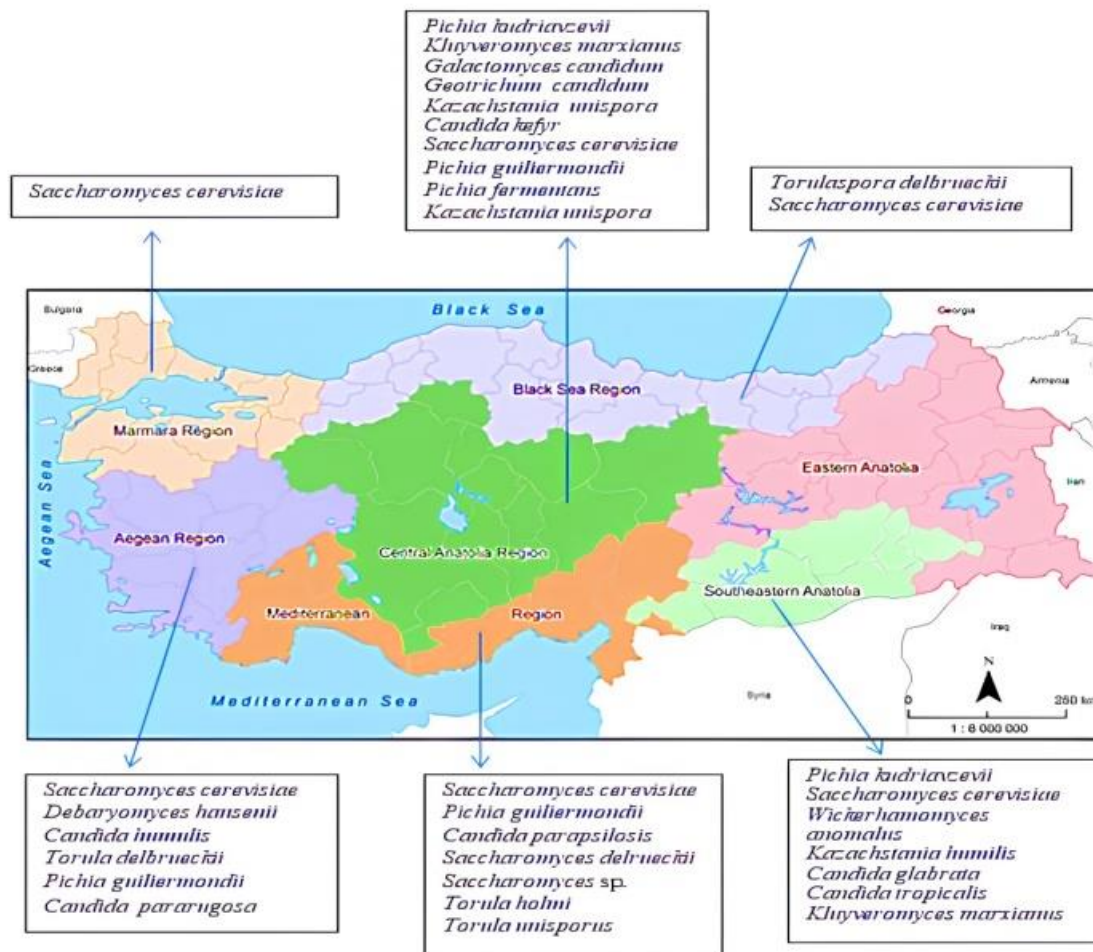 Pichia kudriavzevii
Kluyveromyces marxianus
Galactomyces candidum
Geotrichum candidum
Kazachstania unispora
Candida kefyr
Saccharomyces cerevisiae
Pichia guiliermondii
Pichia fermentans
Kazachstania unispora
Saccharomyces cerevisiae
Torulaspora delbrueckii
Saccharomyces cerevisiae
Bulgaria
Black Sea
Georgia
Greece
Armenia
Black Sea Region
Marmara Region
Eastern Anatolia
Iran
Aegean Sea
Aegean Region
Central Anatolia Region
Southeastern Anatolia
Mediterranean Region
Iraq
Mediterranean Sea
Syria
N
0 250 km
1 : 6 000 000
Saccharomyces cerevisiae
Debaryomyces hansenii
Candida humulis
Torula delbrueckii
Pichia guiliermondii
Candida pararugosa
Saccharomyces cerevisiae
Pichia guiliermondii
Candida parapsilosis
Saccharomyces delrueckii
Saccharomyces sp.
Torula holmi
Torula unisporus
Pichia kudriavzevii
Saccharomyces cerevisiae
Wickerhamomyces
anomalus
Kazachstania humilis
Candida glabrata
Candida tropicalis
Kluyveromyces marxianus